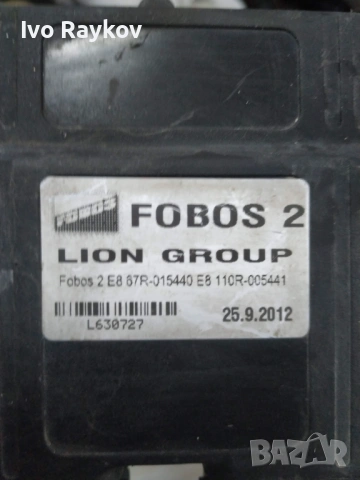 Ivo Raykov
FOBOS
FOBOS 2
LION GROUP
Fobos 2 E8 67R-015440 E8 110R-005441
L630727
25.9.2012
BAZAR